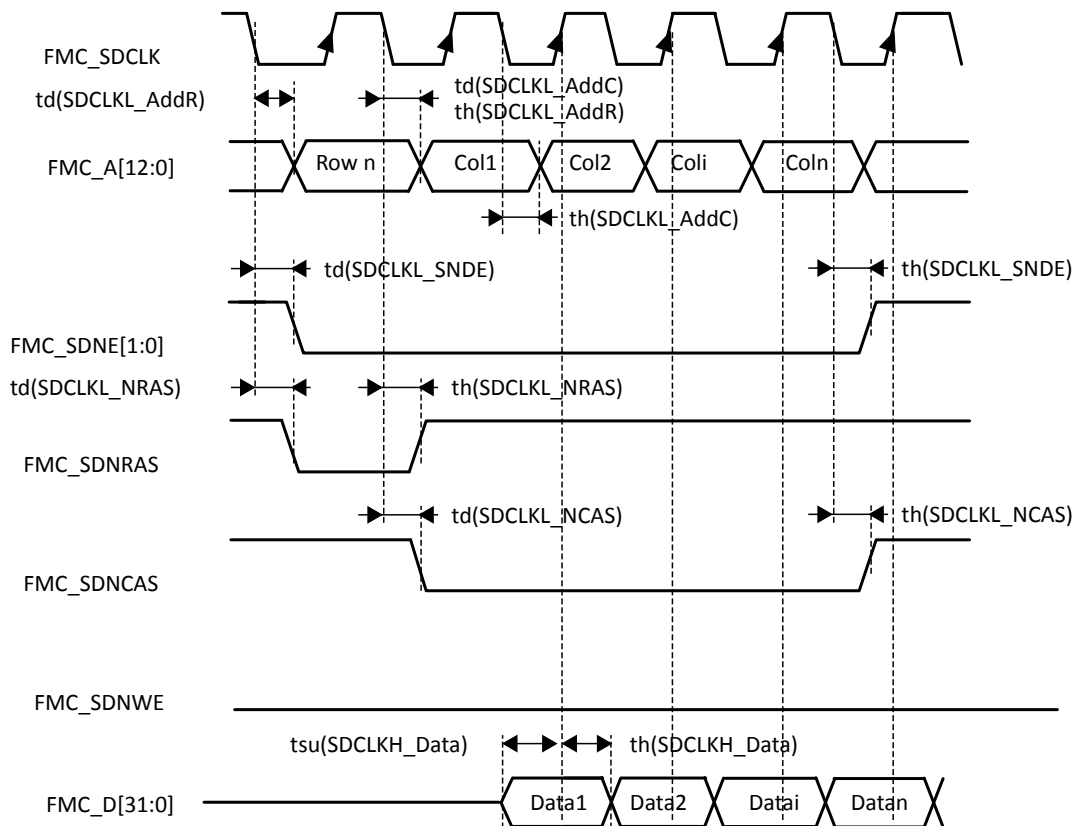 FMC_SDCLK
td(SDCLKL_AddR)
td(SDCLKL_AddC)
th(SDCLKL_AddR)
FMC_A[12:0]
Row n
Col1
Col2
Coli
Coln
th(SDCLKL_AddC)
td(SDCLKL_SNDE)
th(SDCLKL_SNDE)
FMC_SDNE[1:0]
td(SDCLKL_NRAS)
th(SDCLKL_NRAS)
FMC_SDNRAS
td(SDCLKL_NCAS)
th(SDCLKL_NCAS)
FMC_SDNCAS
FMC_SDNWE
tsu(SDCLKH_Data)
th(SDCLKH_Data)
FMC_D[31:0]
Data1
Data2
Datai
Datan